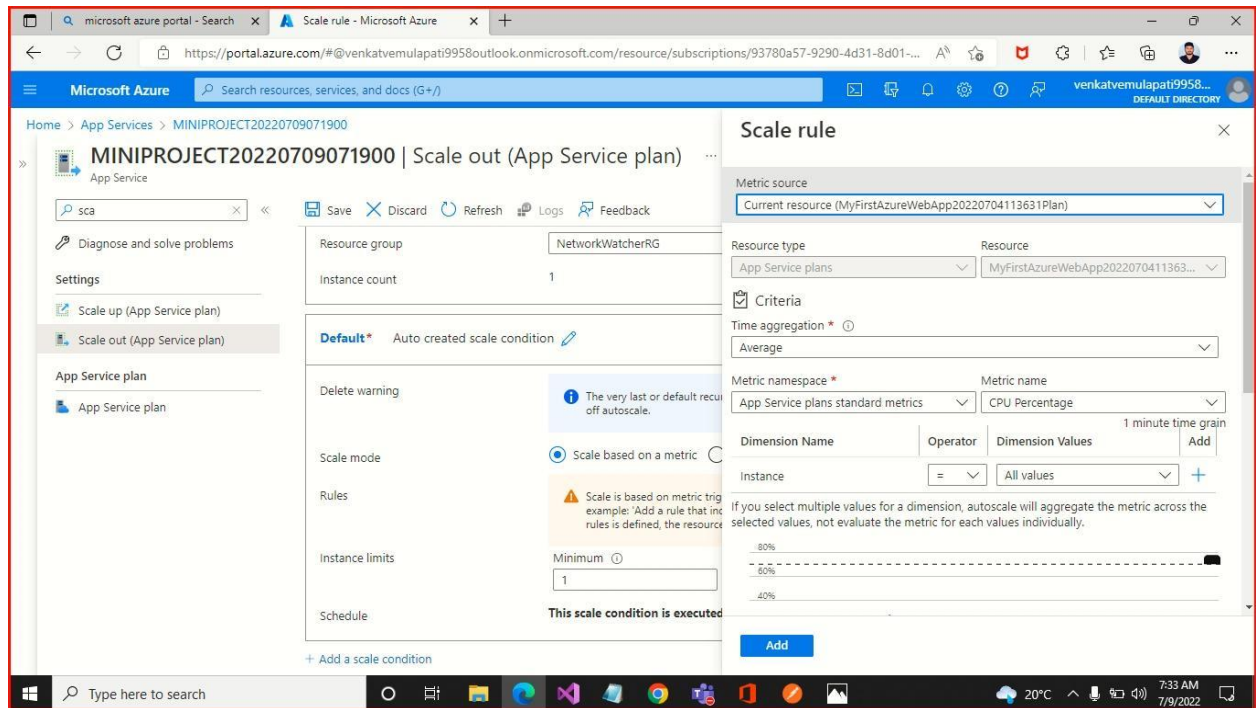 microsoft azure portal - Search
Scale rule - Microsoft Azure
https://portal.azure.com/#@venkatvemulapati9958outlook.onmicrosoft.com/resource/subscriptions/93780a57-9290-4d31-8d01-...
Microsoft Azure
Search resources, services, and docs (G+/)
venkatvemulapati9958...
DEFAULT DIRECTORY
Home > App Services > MINIPROJECT20220709071900
MINIPROJECT20220709071900 | Scale out (App Service plan) ...
App Service
sca
Diagnose and solve problems
Settings
Scale up (App Service plan)
Scale out (App Service plan)
App Service plan
App Service plan
Save Discard Refresh Logs Feedback
Resource group NetworkWatcherRG
Instance count 1
Default* Auto created scale condition
Delete warning
The very last or default recu
off autoscale.
Scale mode Scale based on a metric
Rules
Scale is based on metric trig
example: 'Add a rule that inc
rules is defined, the resource
Instance limits Minimum
1
Schedule This scale condition is executed
+ Add a scale condition
Scale rule
Metric source
Current resource (MyFirstAzureWebApp20220704113631Plan)
Resource type Resource
App Service plans MyFirstAzureWebApp2022070411363...
Criteria
Time aggregation *
Average
Metric namespace * Metric name
App Service plans standard metrics CPU Percentage
1 minute time grain
Dimension Name Operator Dimension Values Add
Instance = All values +
If you select multiple values for a dimension, autoscale will aggregate the metric across the
selected values, not evaluate the metric for each values individually.
80%
60%
40%
Add
Type here to search
20°C
7:33 AM
7/9/2022